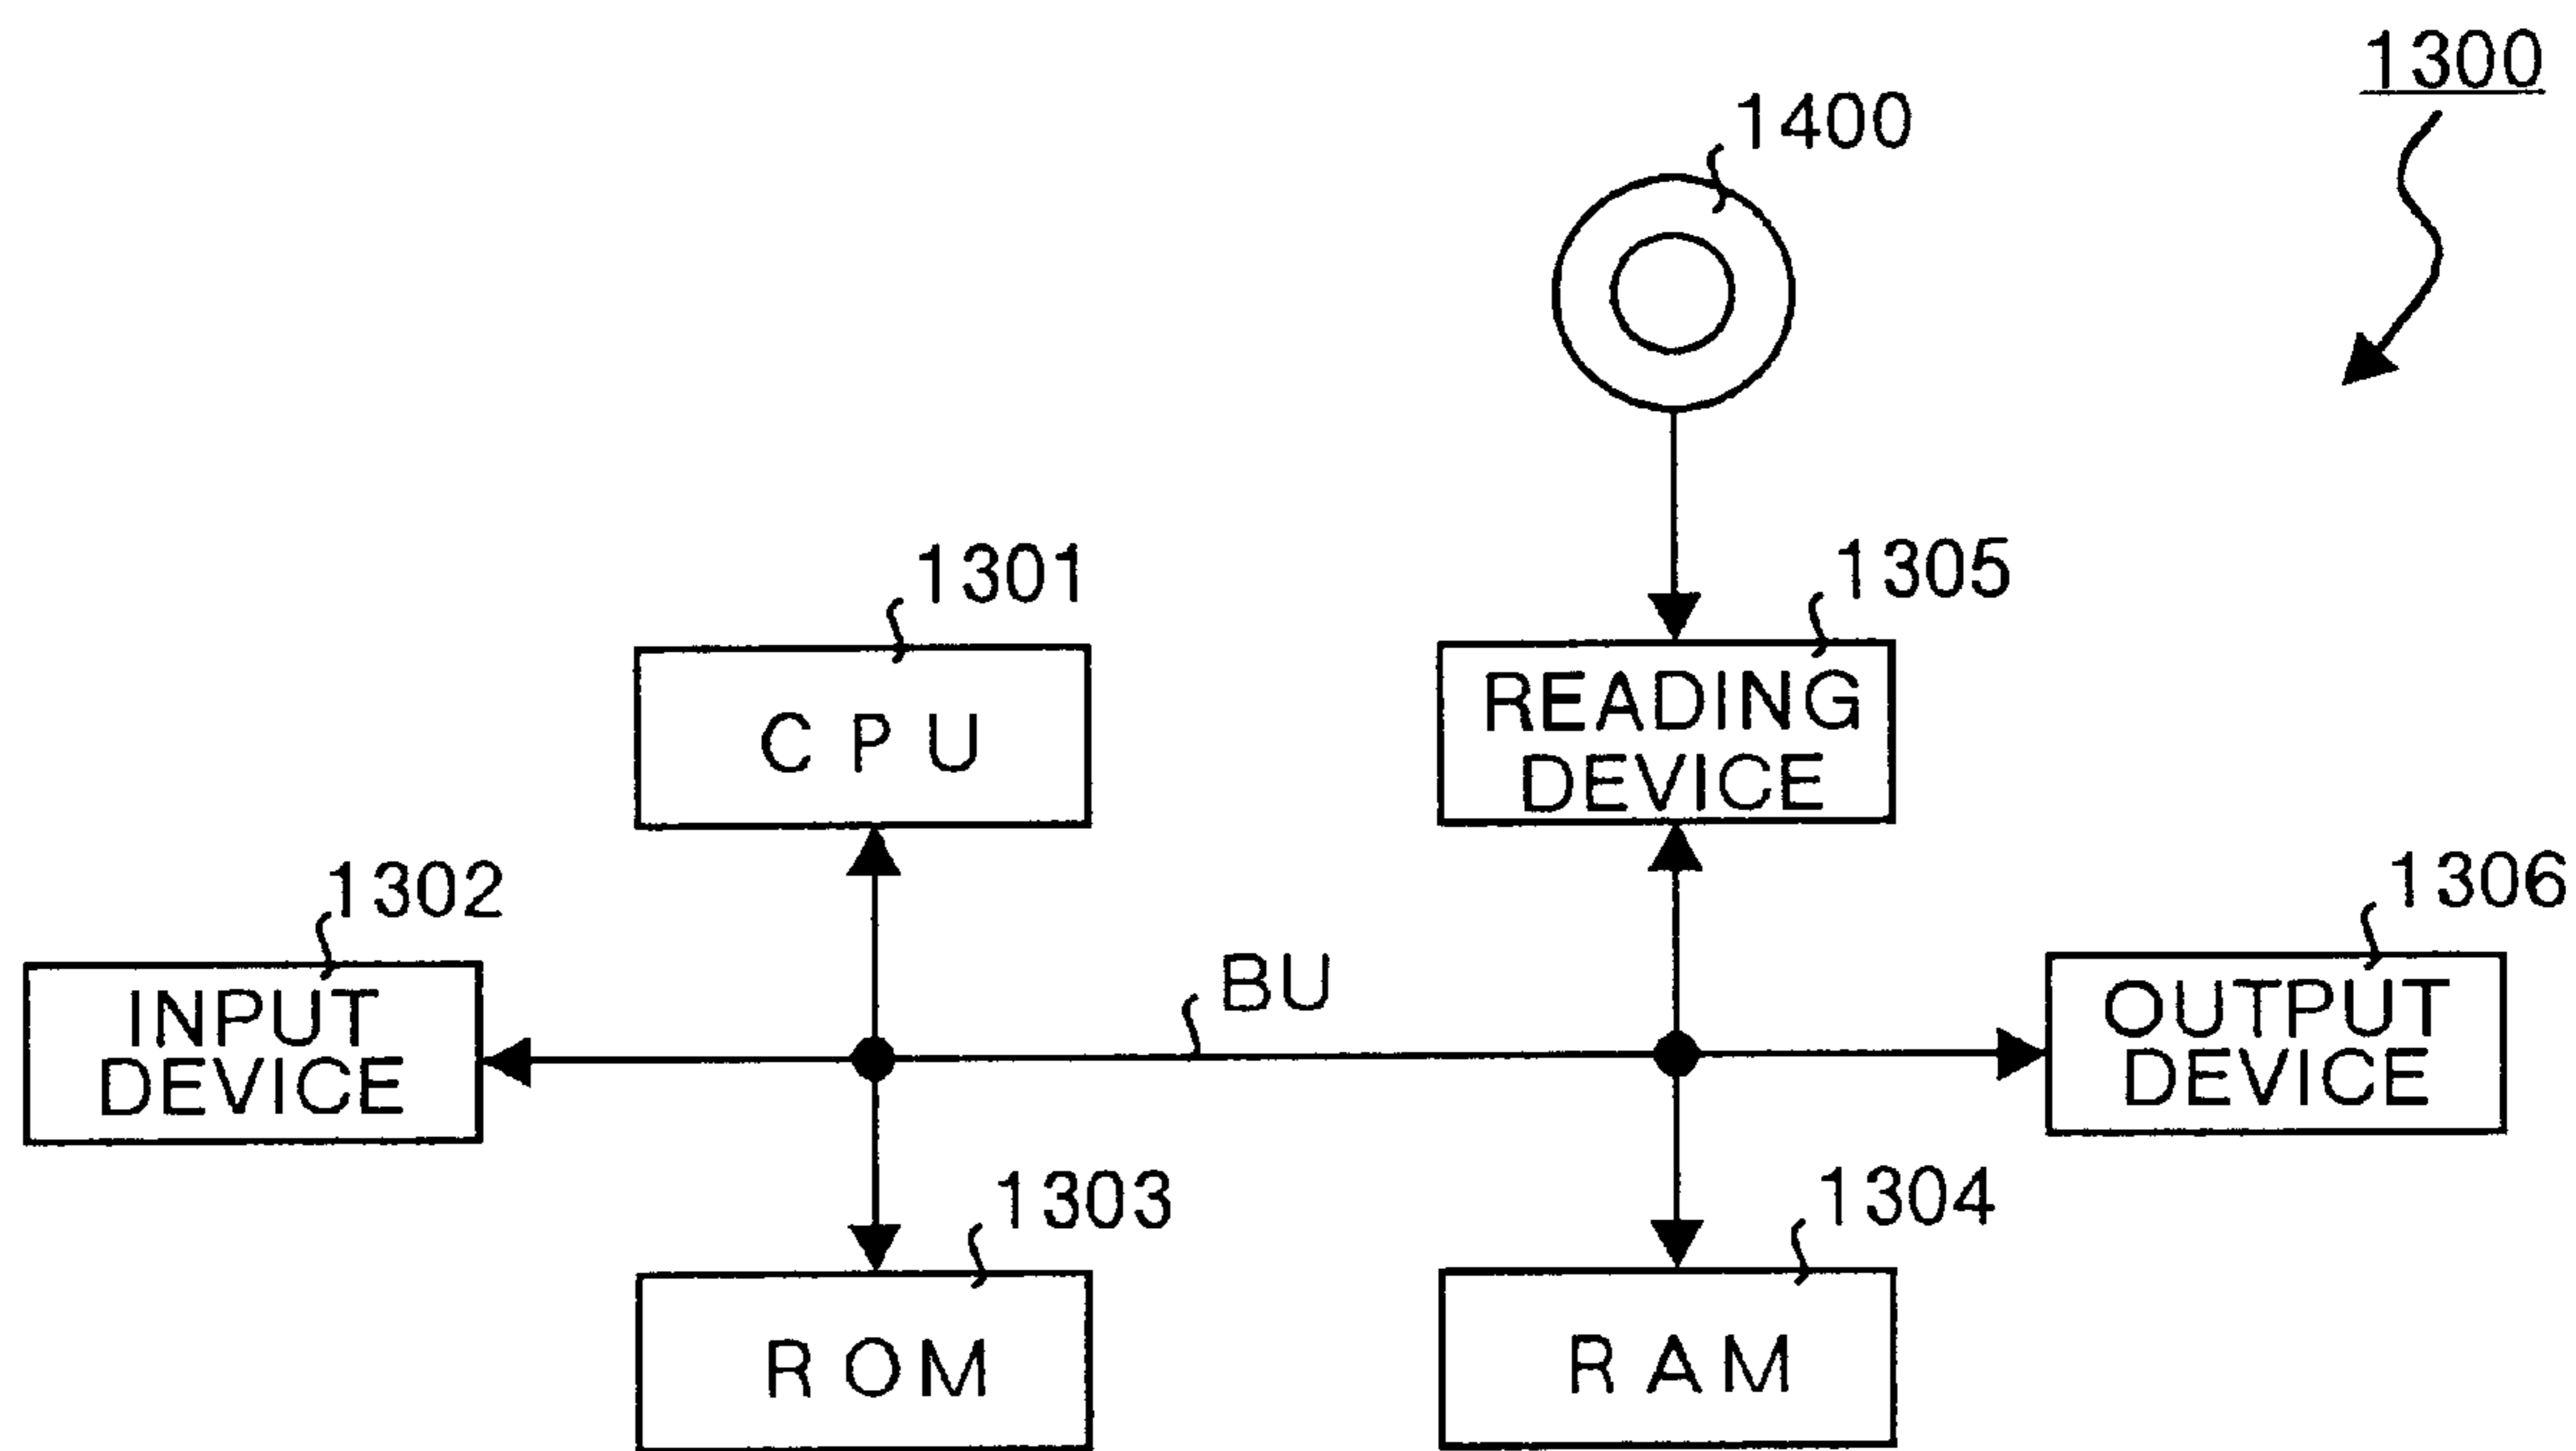 1300
1400
1301
CPU
1305
READING
DEVICE
1302
INPUT
DEVICE
BU
1306
OUTPUT
DEVICE
1303
ROM
1304
RAM